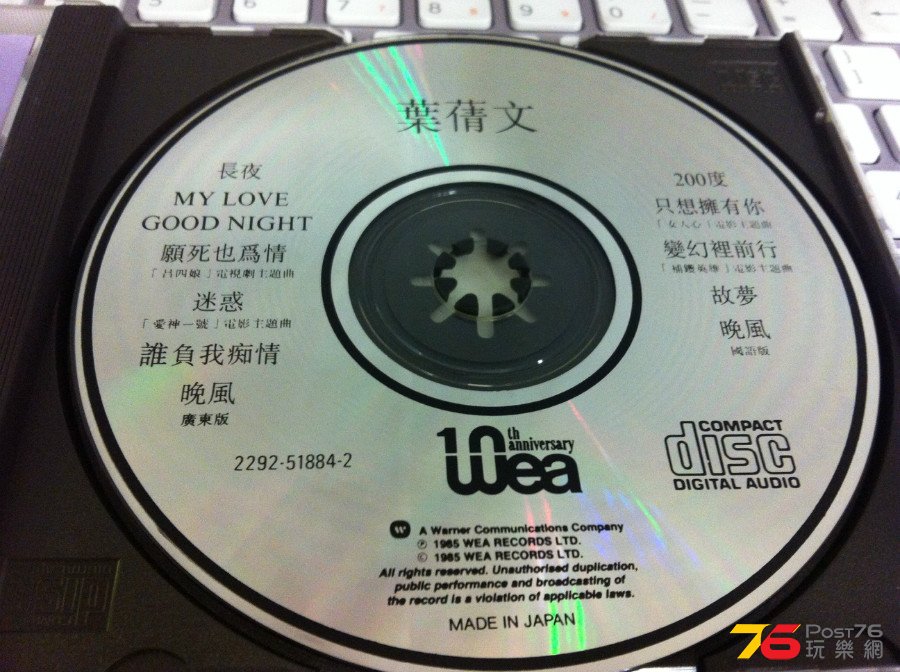 葉蒨文
長夜
MY LOVE
GOOD NIGHT
願死也爲情
「呂四娘」電視劇主題曲
迷惑
「愛神一號」電影主題曲
誰負我痴情
晚風
廣東版
200度
只想擁有你
「女人心」電影主題曲
變幻裡前行
「補鑊英雄」電影主題曲
故夢
晚風
國語版
2292-51884-2
10th anniversary
wea
COMPACT
disc
DIGITAL AUDIO
A Warner Communications Company
Ⓟ 1985 WEA RECORDS LTD.
© 1985 WEA RECORDS LTD.
All rights reserved. Unauthorised duplication,
public performance and broadcasting of
the record is a violation of applicable laws.
MADE IN JAPAN
76 POST76
玩樂網